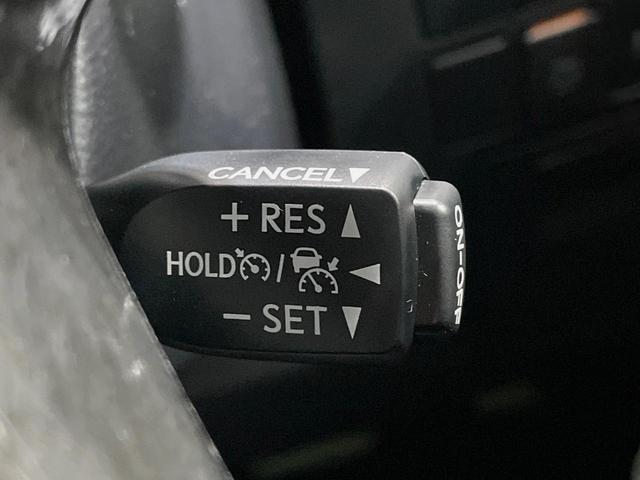 CANCEL▼
+ RES ▲
HOLD / ◀
- SET ▼
ON-OFF